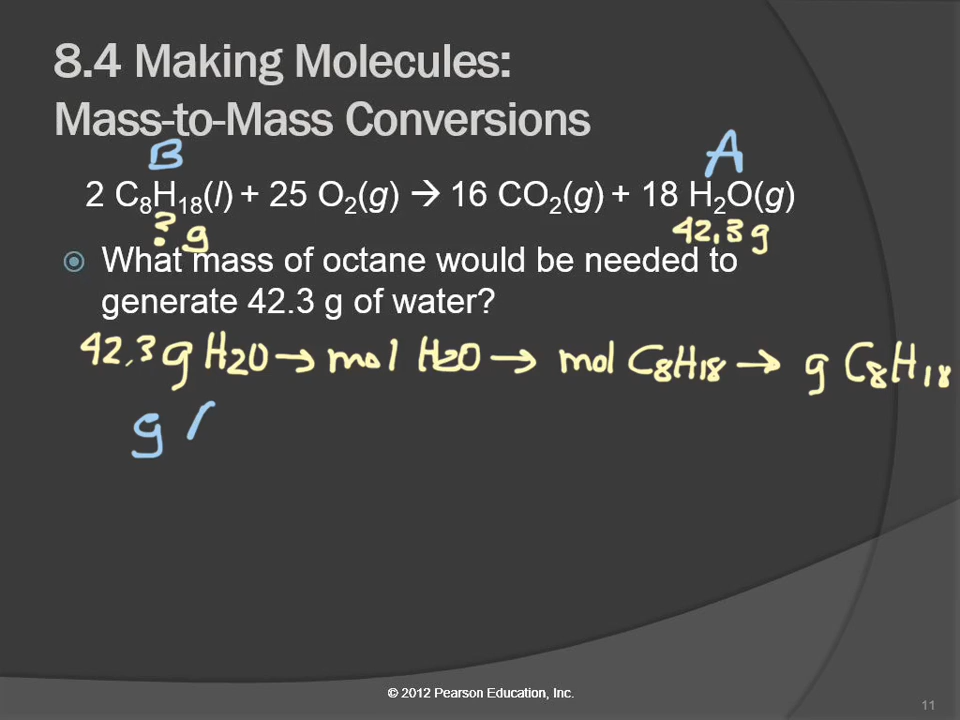 8.4 Making Molecules:
Mass-to-Mass Conversions
B A
2 C₈H₁₈(l) + 25 O₂(g) → 16 CO₂(g) + 18 H₂O(g)
? g 42.3 g
What mass of octane would be needed to
generate 42.3 g of water?
42.3 g H₂O → mol H₂O → mol C₈H₁₈ → g C₈H₁₈
g
© 2012 Pearson Education, Inc.
11